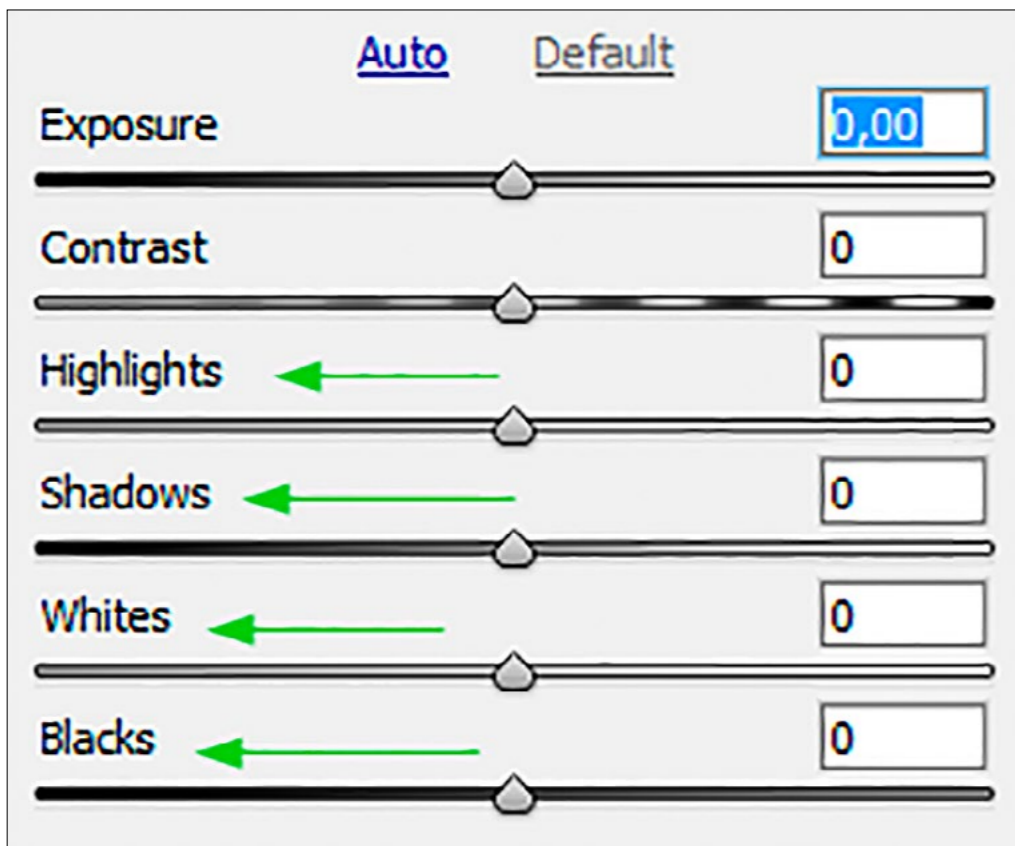 Auto Default
Exposure 0,00
Contrast 0
Highlights 0
Shadows 0
Whites 0
Blacks 0